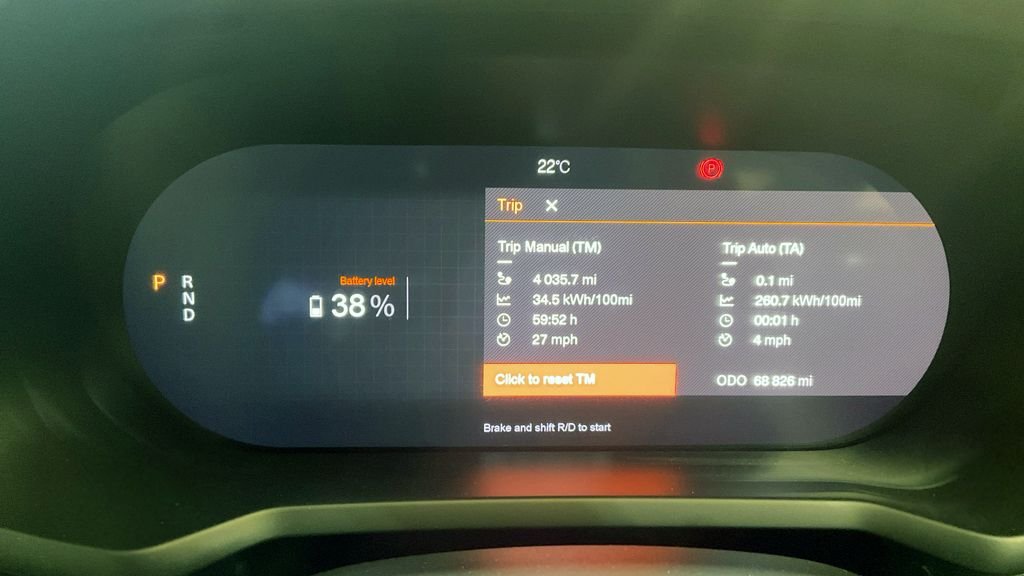 22°C
P
Trip ✕
Trip Manual (TM)
4 035.7 mi
34.5 kWh/100mi
59:52 h
27 mph
Click to reset TM
Trip Auto (TA)
0.1 mi
260.7 kWh/100mi
00:01 h
4 mph
ODO 68 826 mi
P R
N
D
Battery level
38 %
Brake and shift R/D to start